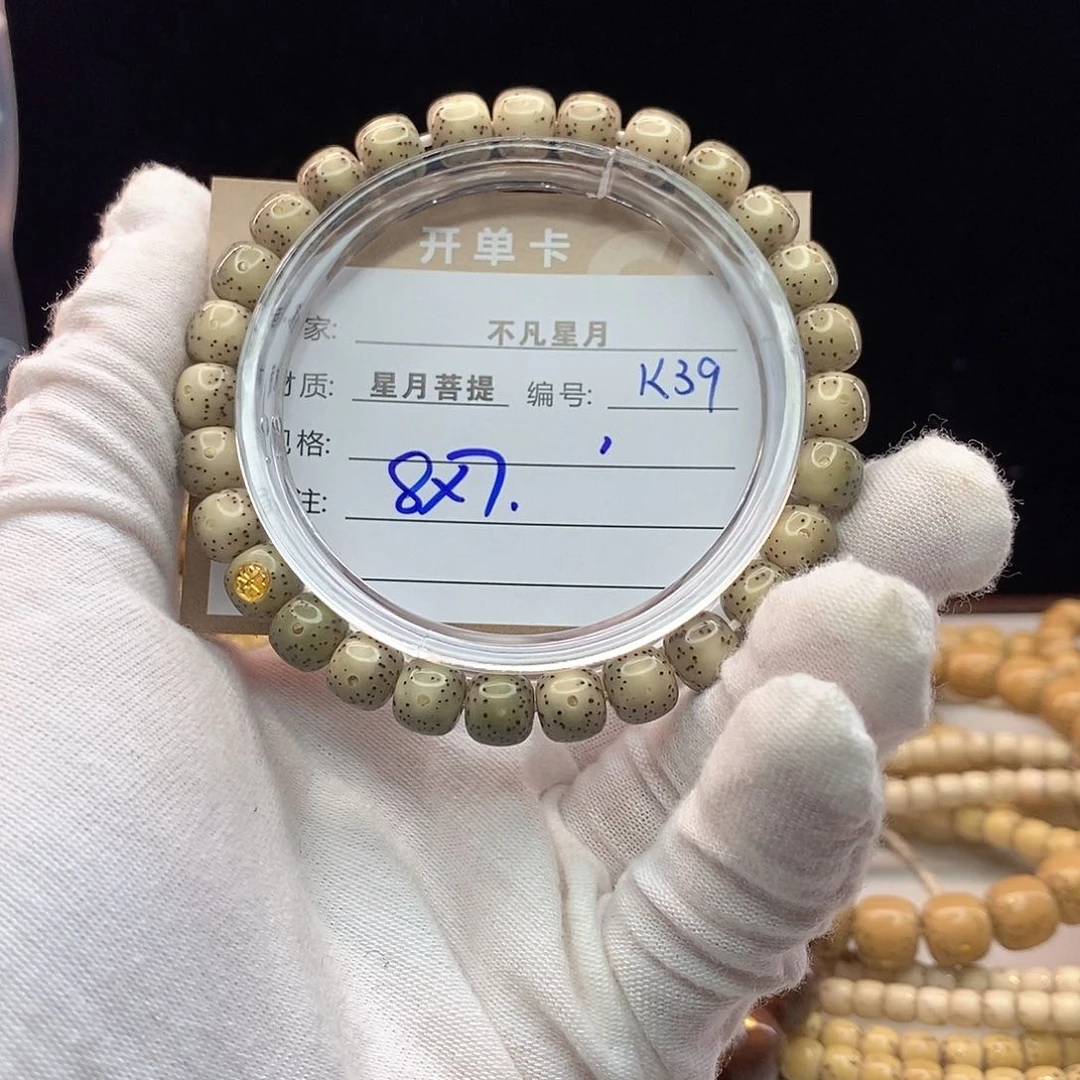 开单卡
家: 不凡星月
材质: 星月菩提 编号: K39
规格:
注: 8x7.